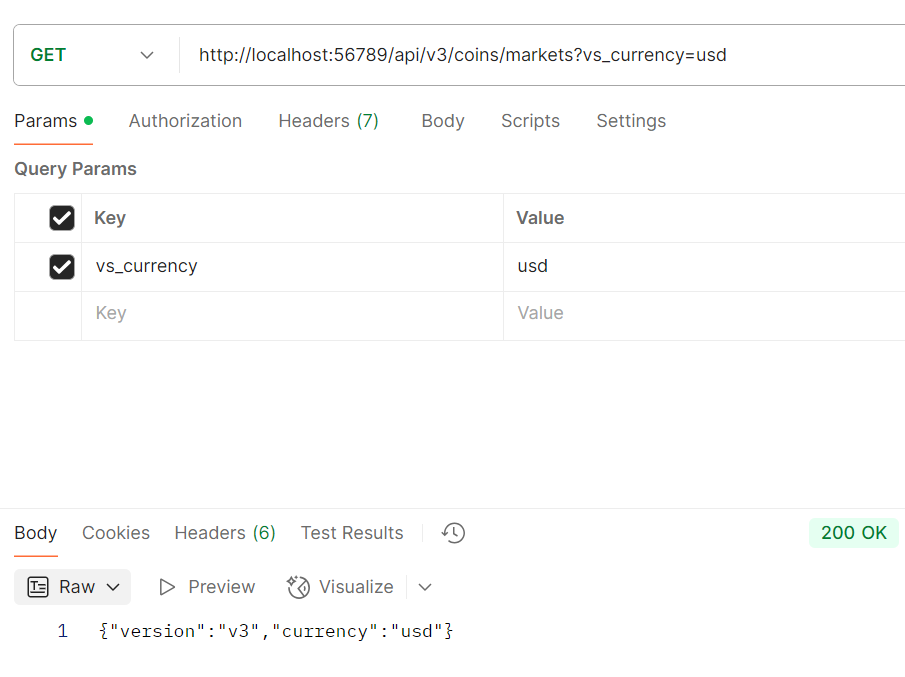 GET http://localhost:56789/api/v3/coins/markets?vs_currency=usd
Params Authorization Headers (7) Body Scripts Settings
Query Params
Key Value
vs_currency usd
Key Value
Body Cookies Headers (6) Test Results 200 OK
Raw Preview Visualize
1 {"version":"v3","currency":"usd"}